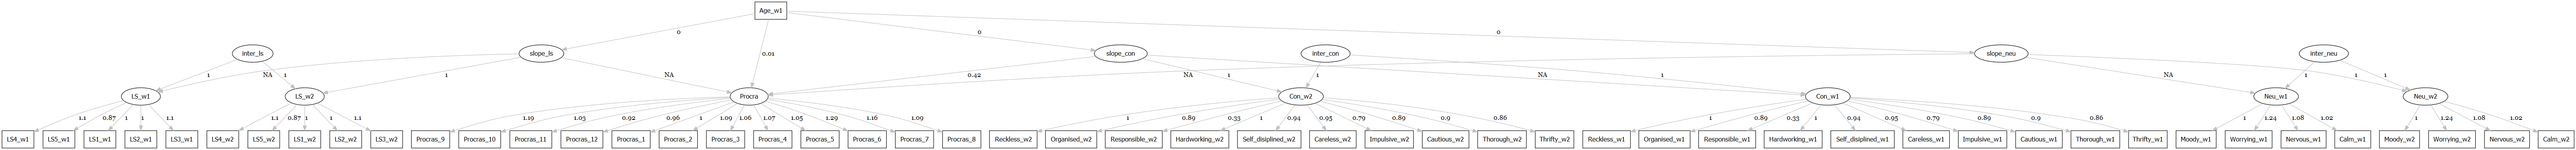 Age_w1
0 0 0
inter_ls slope_ls 0.01 slope_con inter_con slope_neu inter_neu
1 NA 1 1 NA 0.42 1 NA 1 NA 1 NA 1 1 1
LS_w1 LS_w2 Procra Con_w2 Con_w1 Neu_w1 Neu_w2
1.1 0.87 1 1 1.1 1.1 0.87 1 1 1.1 1.19 1.03 0.92 0.96 1 1.09 1.06 1.07 1.05 1.29 1.16 1.09 1 0.89 0.33 1 0.94 0.95 0.79 0.89 0.9 0.86 1 0.89 0.33 1 0.94 0.95 0.79 0.89 0.9 0.86 1 1.24 1.08 1.02 1 1.24 1.08 1.02
LS4_w1 LS5_w1 LS1_w1 LS2_w1 LS3_w1 LS4_w2 LS5_w2 LS1_w2 LS2_w2 LS3_w2 Procras_9 Procras_10 Procras_11 Procras_12 Procras_1 Procras_2 Procras_3 Procras_4 Procras_5 Procras_6 Procras_7 Procras_8 Reckless_w2 Organised_w2 Responsible_w2 Hardworking_w2 Self_disiplined_w2 Careless_w2 Impulsive_w2 Cautious_w2 Thorough_w2 Thrifty_w2 Reckless_w1 Organised_w1 Responsible_w1 Hardworking_w1 Self_disiplined_w1 Careless_w1 Impulsive_w1 Cautious_w1 Thorough_w1 Thrifty_w1 Moody_w1 Worrying_w1 Nervous_w1 Calm_w1 Moody_w2 Worrying_w2 Nervous_w2 Calm_w2